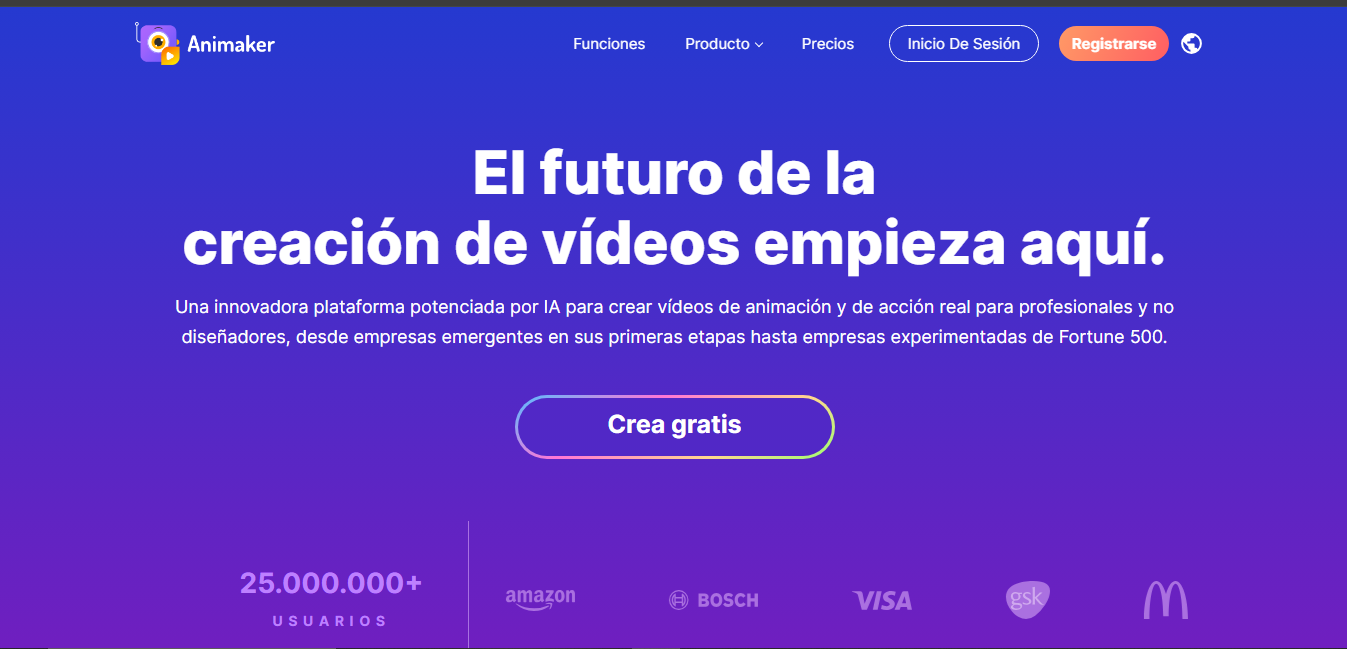 Animaker
Funciones
Producto
Precios
Inicio De Sesión
Registrarse
El futuro de la
creación de vídeos empieza aquí.
Una innovadora plataforma potenciada por IA para crear vídeos de animación y de acción real para profesionales y no
diseñadores, desde empresas emergentes en sus primeras etapas hasta empresas experimentadas de Fortune 500.
Crea gratis
25.000.000+
USUARIOS
amazon
BOSCH
VISA
gsk